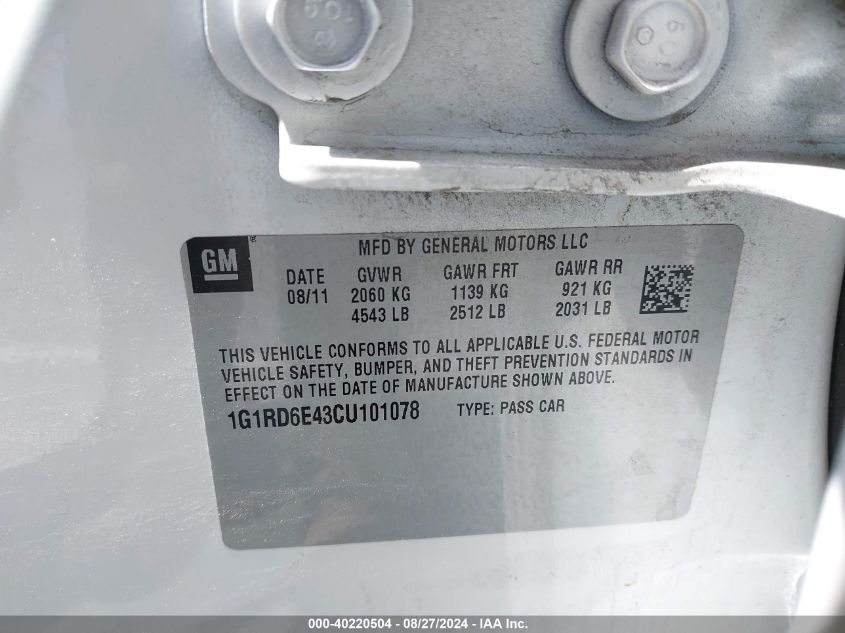 GM
MFD BY GENERAL MOTORS LLC
DATE GVWR GAWR FRT GAWR RR
08/11 2060 KG 1139 KG 921 KG
4543 LB 2512 LB 2031 LB
THIS VEHICLE CONFORMS TO ALL APPLICABLE U.S. FEDERAL MOTOR
VEHICLE SAFETY, BUMPER, AND THEFT PREVENTION STANDARDS IN
EFFECT ON THE DATE OF MANUFACTURE SHOWN ABOVE.
1G1RD6E43CU101078 TYPE: PASS CAR
000-40220504 - 08/27/2024 - IAA Inc.